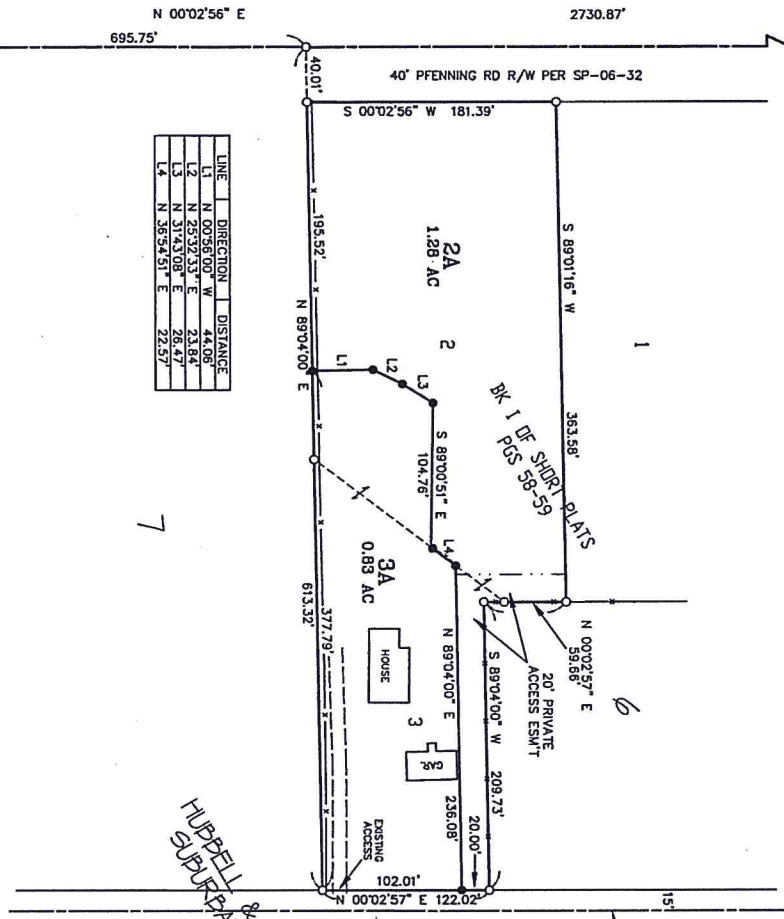 N 00°02'56" E
2730.87'
695.75'
40.01'
40' PFENNING RD R/W PER SP-06-32
S 00°02'56" W 181.39'
LINE DIRECTION DISTANCE
L1 N 00°56'00" W 44.06'
L2 N 25°32'33" E 23.84'
L3 N 31°43'08" E 26.47'
L4 N 36°54'51" E 22.57'
195.52'
N 89°04'00" E
2A
1.28 AC
2
S 89°01'16" W
363.58'
1
BK 1 OF SHORT PLATS
PGS 58-59
L1
L2
L3
S 89°00'51" E
104.76'
L4
3A
0.83 AC
7
613.32'
377.79'
HOUSE
3
GAR.
N 89°04'00" E
236.08'
S 89°04'00" W
209.73'
20' PRIVATE
ACCESS ESM'T
N 00°02'57" E
59.66'
6
20.00'
EXISTING
ACCESS
102.01'
N 00°02'57" E 122.02'
15'
HUBBELL &